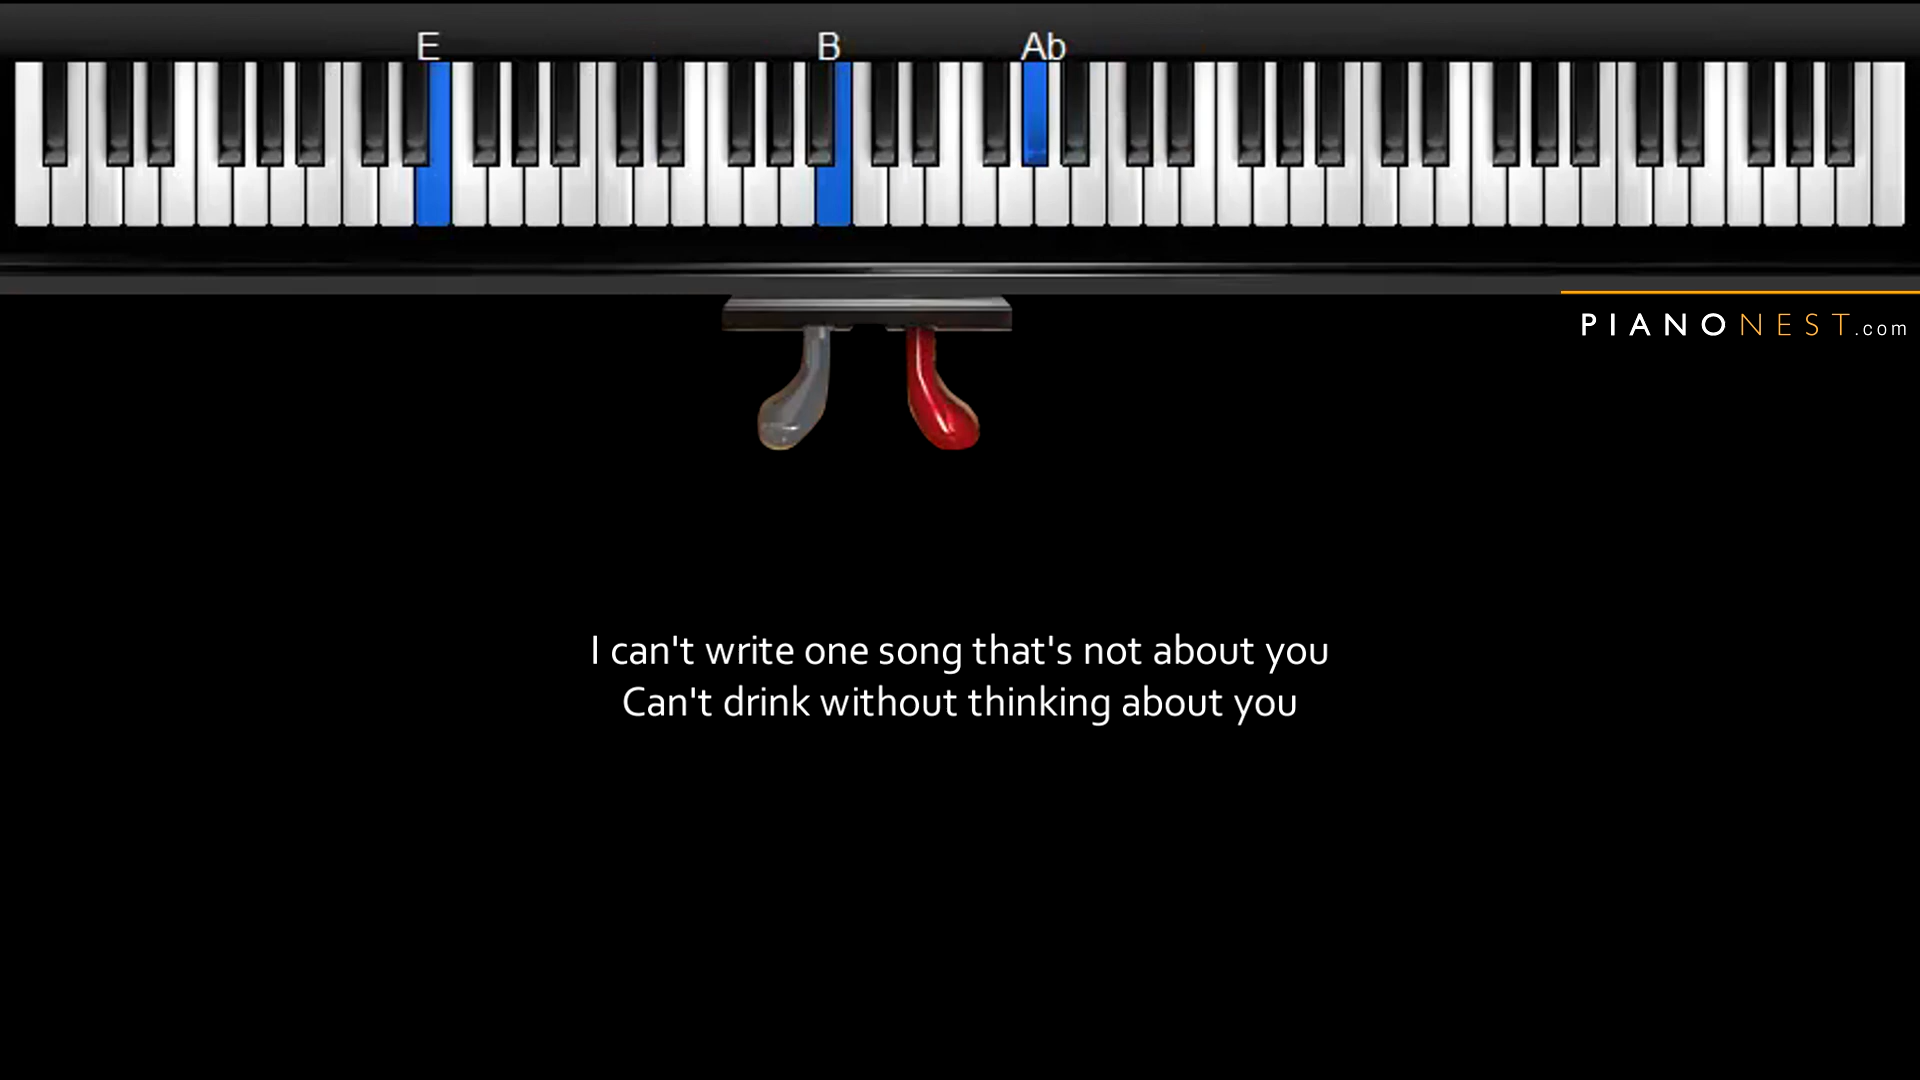 E B Ab
PIANONEST.com
I can't write one song that's not about you
Can't drink without thinking about you